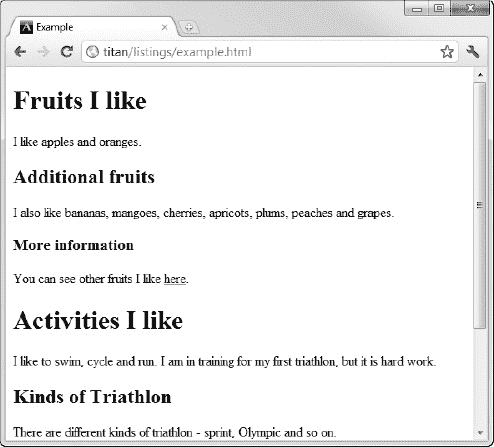 Example
titan/listings/example.html
Fruits I like
I like apples and oranges.
Additional fruits
I also like bananas, mangoes, cherries, apricots, plums, peaches and grapes.
More information
You can see other fruits I like here.
Activities I like
I like to swim, cycle and run. I am in training for my first triathlon, but it is hard work.
Kinds of Triathlon
There are different kinds of triathlon - sprint, Olympic and so on.